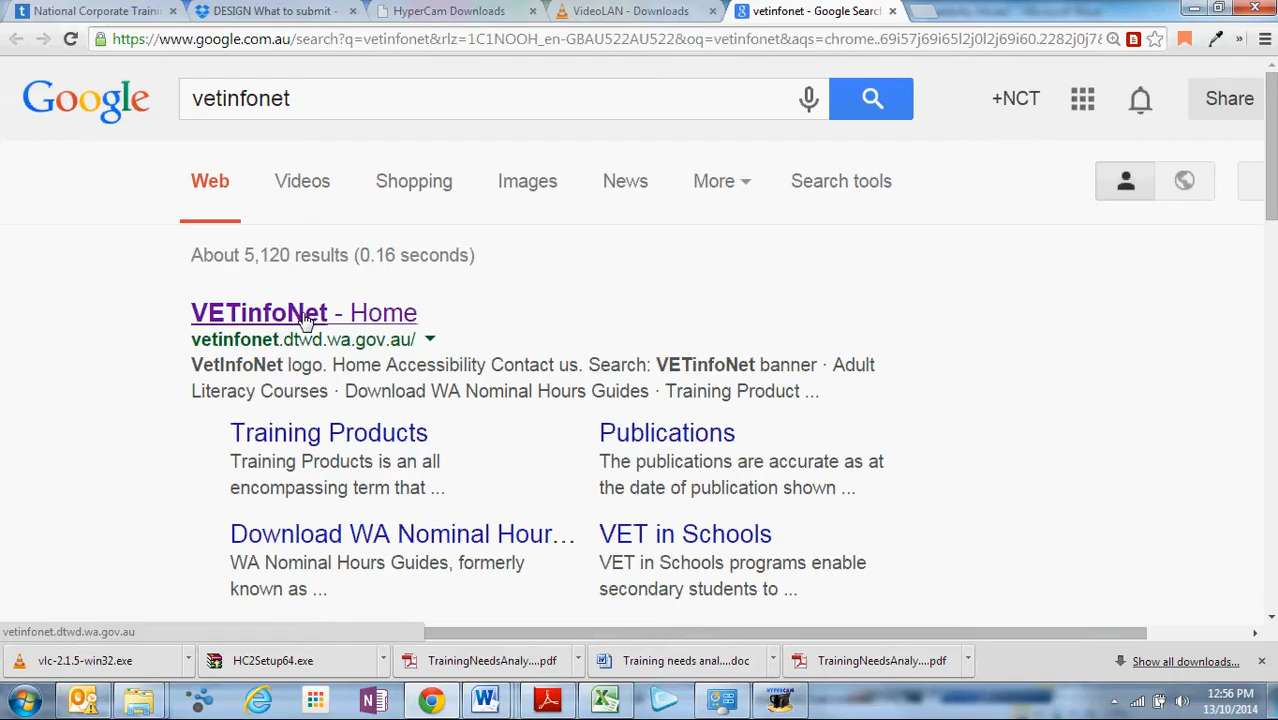 National Corporate Traini
DESIGN What to submit -
HyperCam Downloads
VideoLAN - Downloads
vetinfonet - Google Search
https://www.google.com.au/search?q=vetinfonet&rlz=1C1NOOH_en-GBAU522AU522&oq=vetinfonet&aqs=chrome..69i57j69i65l2j0l2j69i60.2282j0j7&
Google
vetinfonet
+NCT
Share
Web
Videos
Shopping
Images
News
More
Search tools
About 5,120 results (0.16 seconds)
VETinfoNet - Home
vetinfonet.dtwd.wa.gov.au/
VetInfoNet logo. Home Accessibility Contact us. Search: VETinfoNet banner · Adult
Literacy Courses · Download WA Nominal Hours Guides · Training Product ...
Training Products
Training Products is an all
encompassing term that ...
Publications
The publications are accurate as at
the date of publication shown ...
Download WA Nominal Hour...
WA Nominal Hours Guides, formerly
known as ...
VET in Schools
VET in Schools programs enable
secondary students to ...
vetinfonet.dtwd.wa.gov.au
vlc-2.1.5-win32.exe
HC2Setup64.exe
TrainingNeedsAnaly....pdf
Training needs anal....doc
TrainingNeedsAnaly....pdf
Show all downloads...
HYPERCAM
12:56 PM
13/10/2014